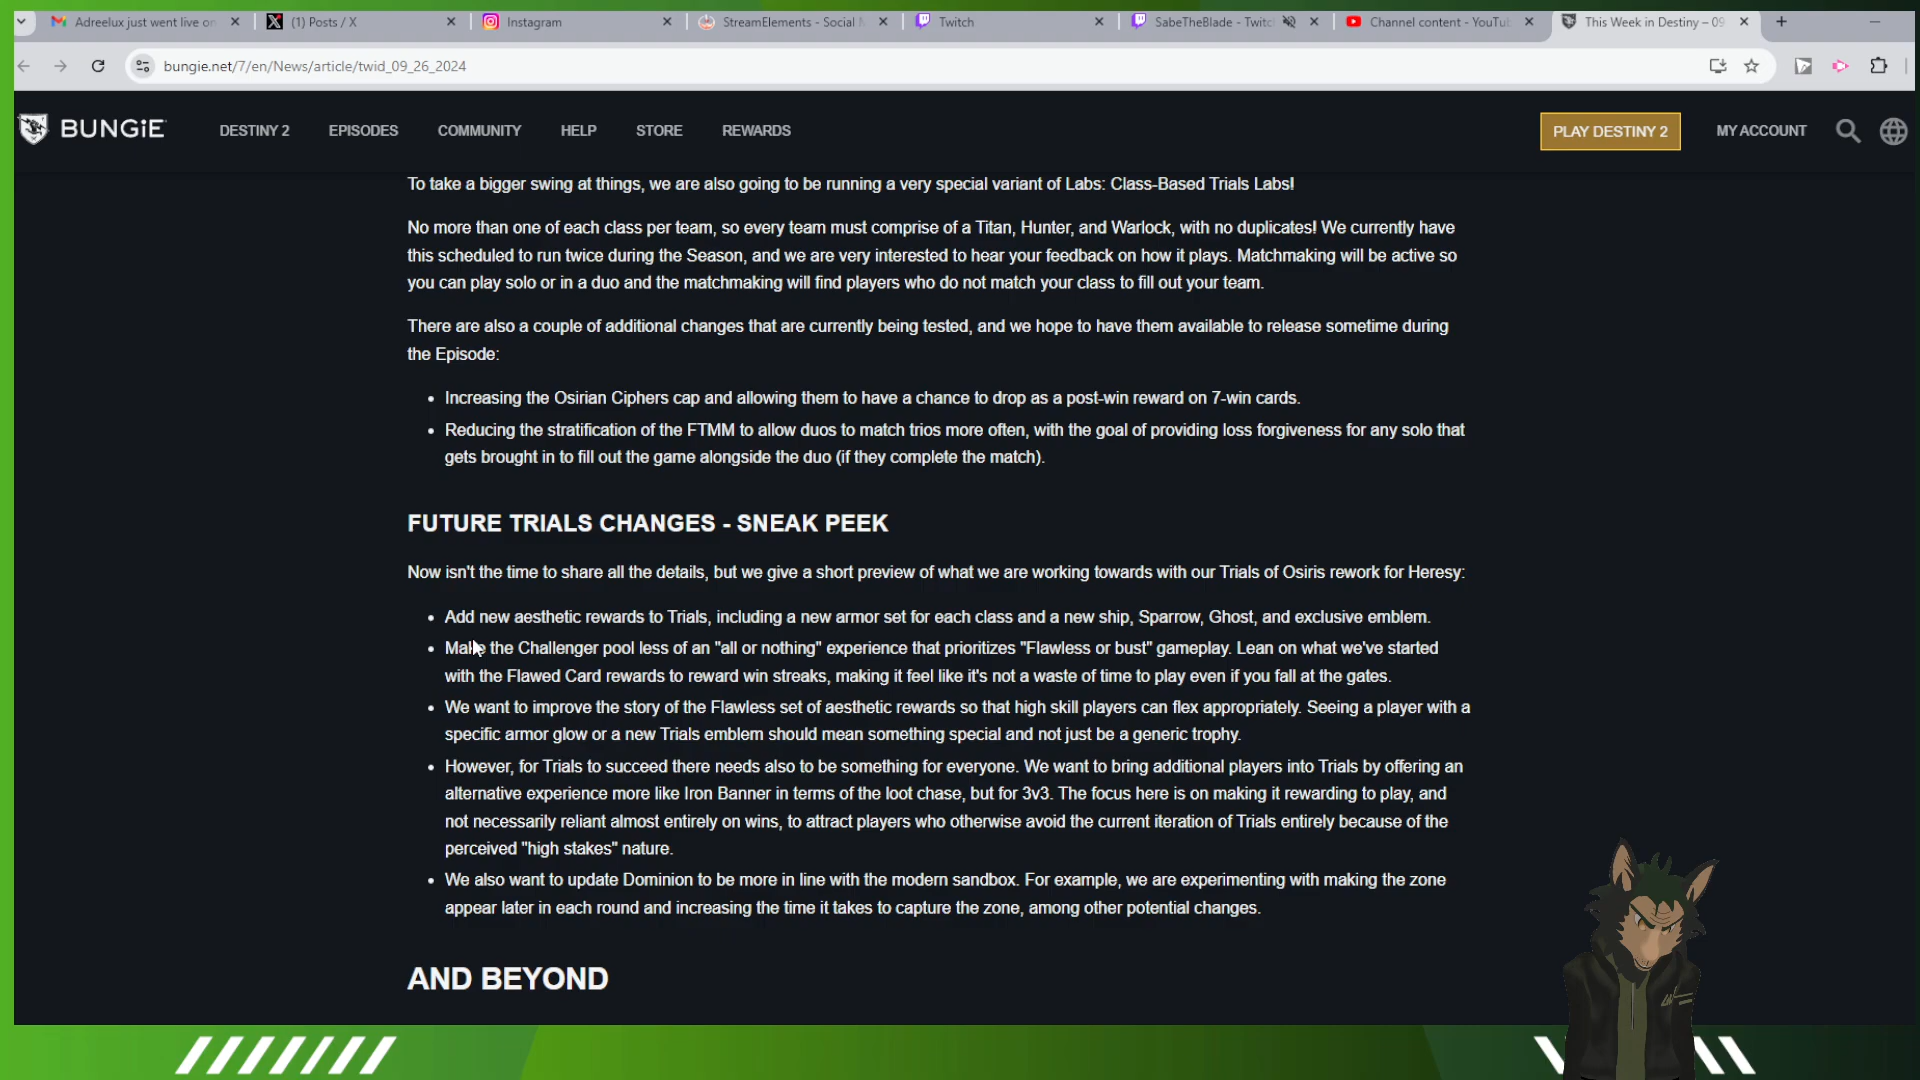 Adreelux just went live on
(1) Posts / X
Instagram
StreamElements - Social M
Twitch
SabeTheBlade - Twitc
Channel content - YouTu
This Week in Destiny – 09
bungie.net/7/en/News/article/twid_09_26_2024
BUNGiE
DESTINY 2
EPISODES
COMMUNITY
HELP
STORE
REWARDS
PLAY DESTINY 2
MY ACCOUNT
To take a bigger swing at things, we are also going to be running a very special variant of Labs: Class-Based Trials Labs!
No more than one of each class per team, so every team must comprise of a Titan, Hunter, and Warlock, with no duplicates! We currently have
this scheduled to run twice during the Season, and we are very interested to hear your feedback on how it plays. Matchmaking will be active so
you can play solo or in a duo and the matchmaking will find players who do not match your class to fill out your team.
There are also a couple of additional changes that are currently being tested, and we hope to have them available to release sometime during
the Episode:
• Increasing the Osirian Ciphers cap and allowing them to have a chance to drop as a post-win reward on 7-win cards.
• Reducing the stratification of the FTMM to allow duos to match trios more often, with the goal of providing loss forgiveness for any solo that
gets brought in to fill out the game alongside the duo (if they complete the match).
FUTURE TRIALS CHANGES - SNEAK PEEK
Now isn't the time to share all the details, but we give a short preview of what we are working towards with our Trials of Osiris rework for Heresy:
• Add new aesthetic rewards to Trials, including a new armor set for each class and a new ship, Sparrow, Ghost, and exclusive emblem.
• Make the Challenger pool less of an "all or nothing" experience that prioritizes "Flawless or bust" gameplay. Lean on what we've started
with the Flawed Card rewards to reward win streaks, making it feel like it's not a waste of time to play even if you fall at the gates.
• We want to improve the story of the Flawless set of aesthetic rewards so that high skill players can flex appropriately. Seeing a player with a
specific armor glow or a new Trials emblem should mean something special and not just be a generic trophy.
• However, for Trials to succeed there needs also to be something for everyone. We want to bring additional players into Trials by offering an
alternative experience more like Iron Banner in terms of the loot chase, but for 3v3. The focus here is on making it rewarding to play, and
not necessarily reliant almost entirely on wins, to attract players who otherwise avoid the current iteration of Trials entirely because of the
perceived "high stakes" nature.
• We also want to update Dominion to be more in line with the modern sandbox. For example, we are experimenting with making the zone
appear later in each round and increasing the time it takes to capture the zone, among other potential changes.
AND BEYOND